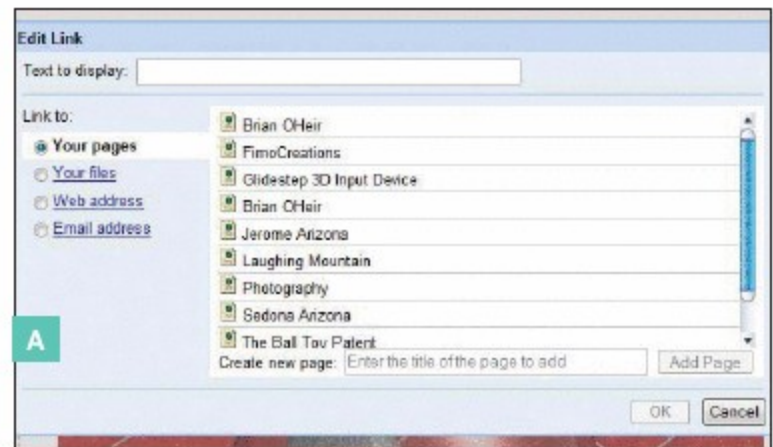 Edit Link
Text to display:
Link to:
Your pages
Your files
Web address
Email address
Brian OHeir
FimoCreations
Glidestep 3D Input Device
Brian OHeir
Jerome Arizona
Laughing Mountain
Photography
Sedona Arizona
The Ball Toy Patent
Create new page: Enter the title of the page to add Add Page
OK Cancel
A